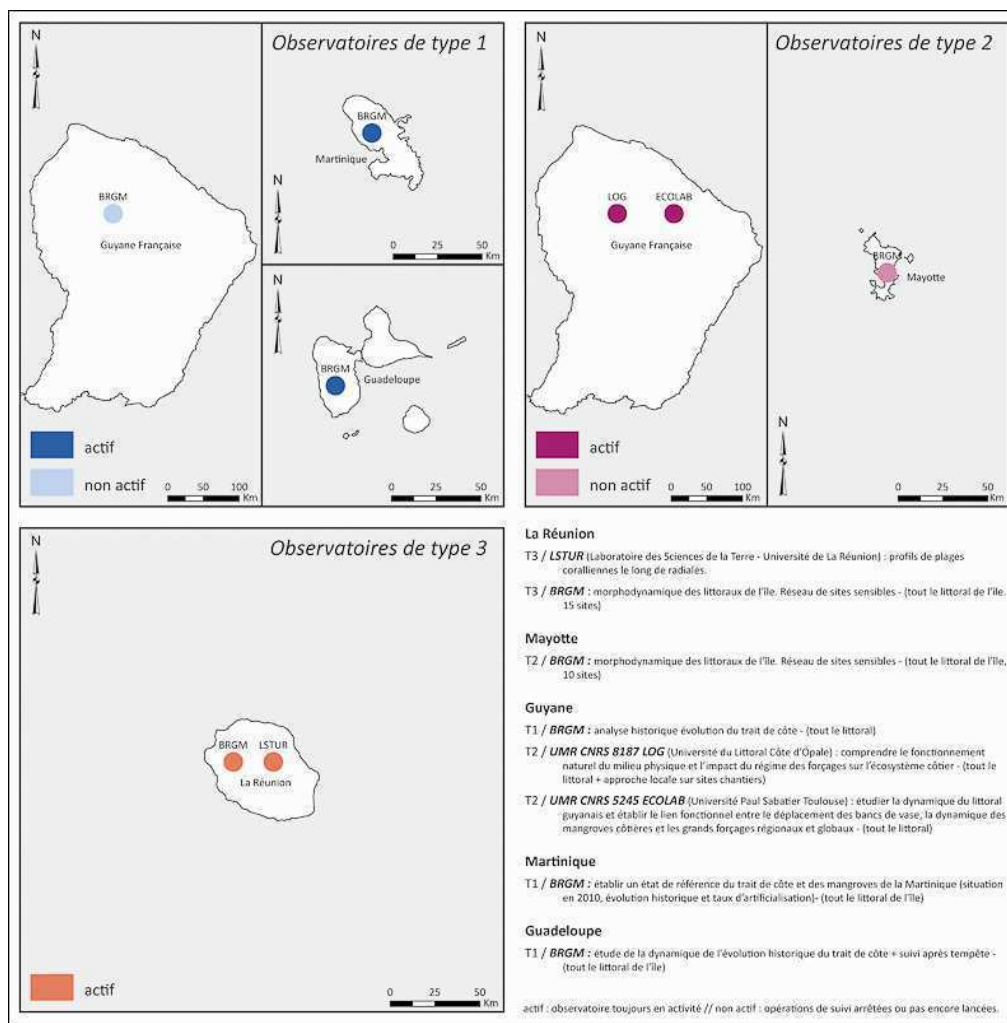 N
Observatoires de type 1
BRGM
Martinique
N
0 25 50
Km
BRGM
Guyane Française
N
BRGM
Guadeloupe
actif
non actif
0 50 100
Km
0 25 50
Km
N
Observatoires de type 2
LOG
ECOLAB
Guyane Française
BRGM
Mayotte
N
actif
non actif
0 50 100
Km
0 25 50
Km
N
Observatoires de type 3
BRGM
LSTUR
La Réunion
actif
0 25 50
Km
La Réunion
T3 / LSTUR (Laboratoire des Sciences de la Terre - Université de La Réunion) : profils de plages
coralliennes le long de radiales.
T3 / BRGM : morphodynamique des littoraux de l'île. Réseau de sites sensibles - (tout le littoral de l'île,
15 sites)
Mayotte
T2 / BRGM : morphodynamique des littoraux de l'île. Réseau de sites sensibles - (tout le littoral de l'île,
10 sites)
Guyane
T1 / BRGM : analyse historique évolution du trait de côte - (tout le littoral)
T2 / UMR CNRS 8187 LOG (Université du Littoral Côte d'Opale) : comprendre le fonctionnement
naturel du milieu physique et l'impact du régime des forçages sur l'écosystème côtier - (tout le
littoral + approche locale sur sites chantiers)
T2 / UMR CNRS 5245 ECOLAB (Université Paul Sabatier Toulouse) : étudier la dynamique du littoral
guyanais et établir le lien fonctionnel entre le déplacement des bancs de vase, la dynamique des
mangroves côtières et les grands forçages régionaux et globaux - (tout le littoral)
Martinique
T1 / BRGM : établir un état de référence du trait de côte et des mangroves de la Martinique (situation
en 2010, évolution historique et taux d'artificialisation)- (tout le littoral de l'île)
Guadeloupe
T1 / BRGM : étude de la dynamique de l'évolution historique du trait de côte + suivi après tempête -
(tout le littoral de l'île)
actif : observatoire toujours en activité // non actif : opérations de suivi arrêtées ou pas encore lancées.